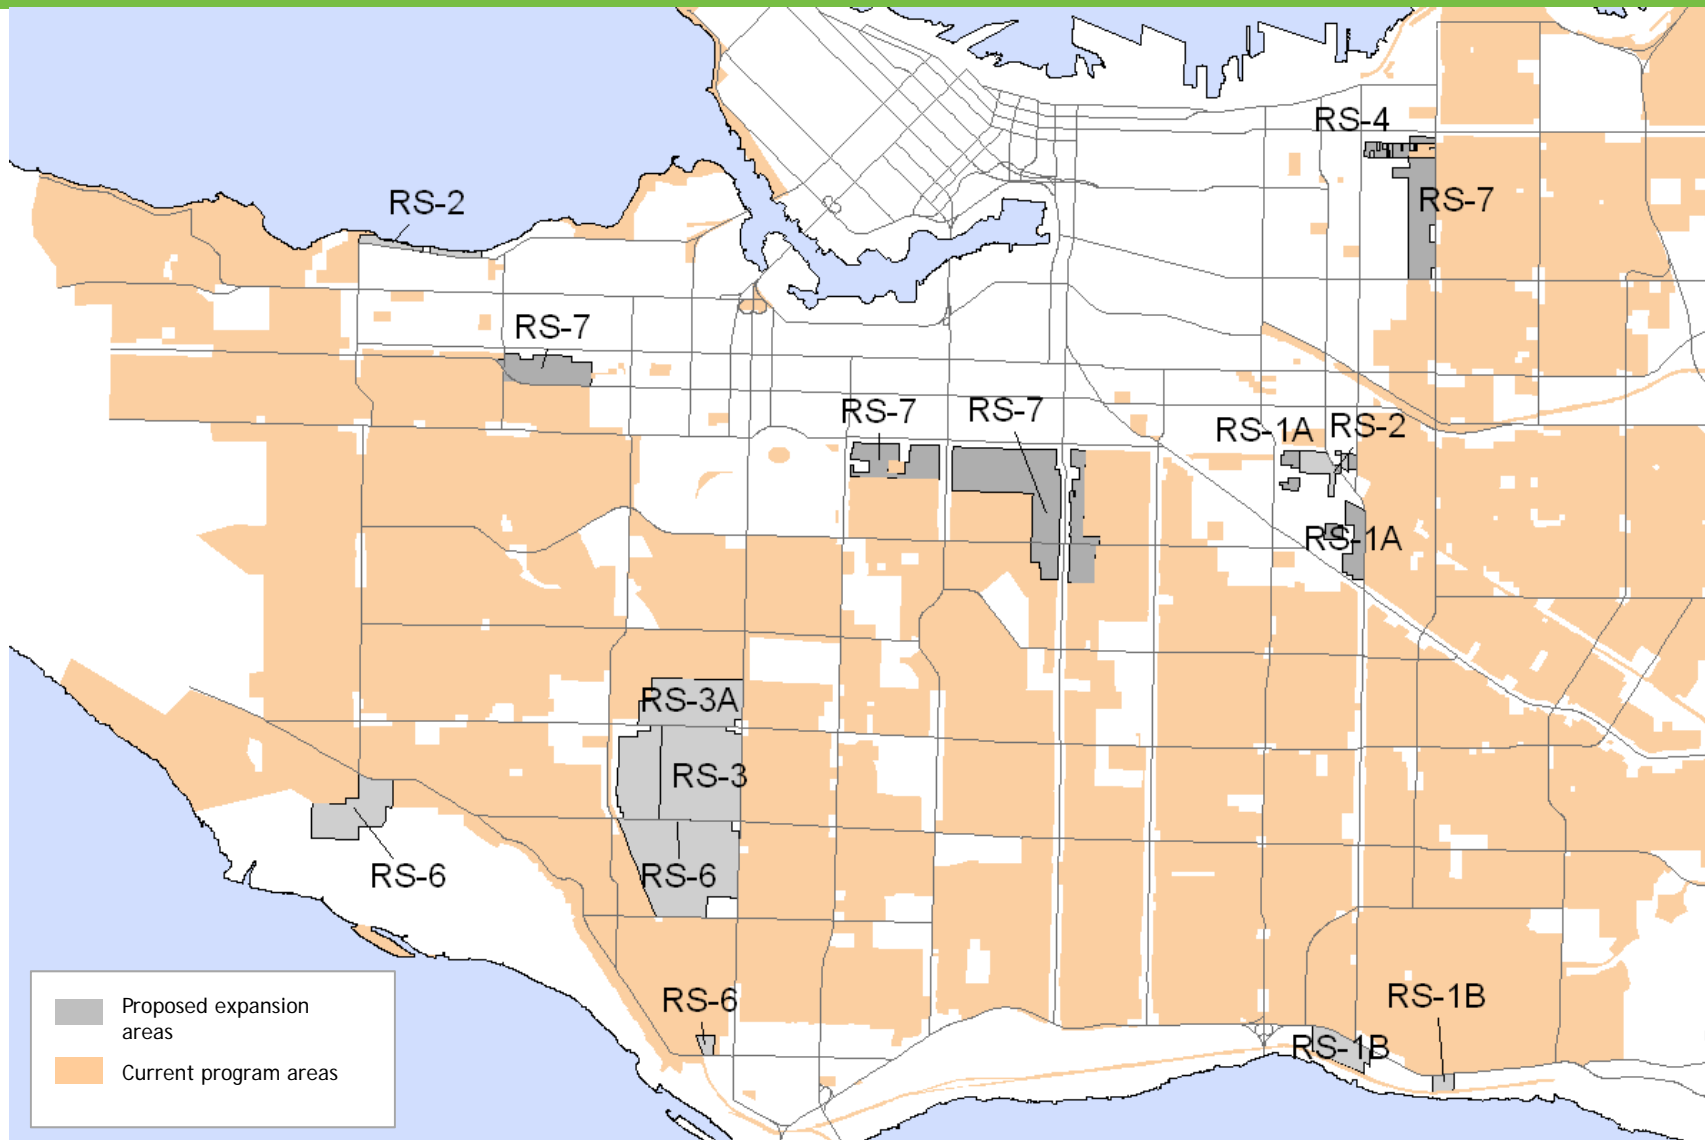 RS-4
RS-2
RS-7
RS-7
RS-7
RS-7
RS-1A
RS-2
RS-1A
RS-3A
RS-3
RS-6
RS-6
RS-6
RS-1B
RS-1B
Proposed expansion
areas
Current program areas